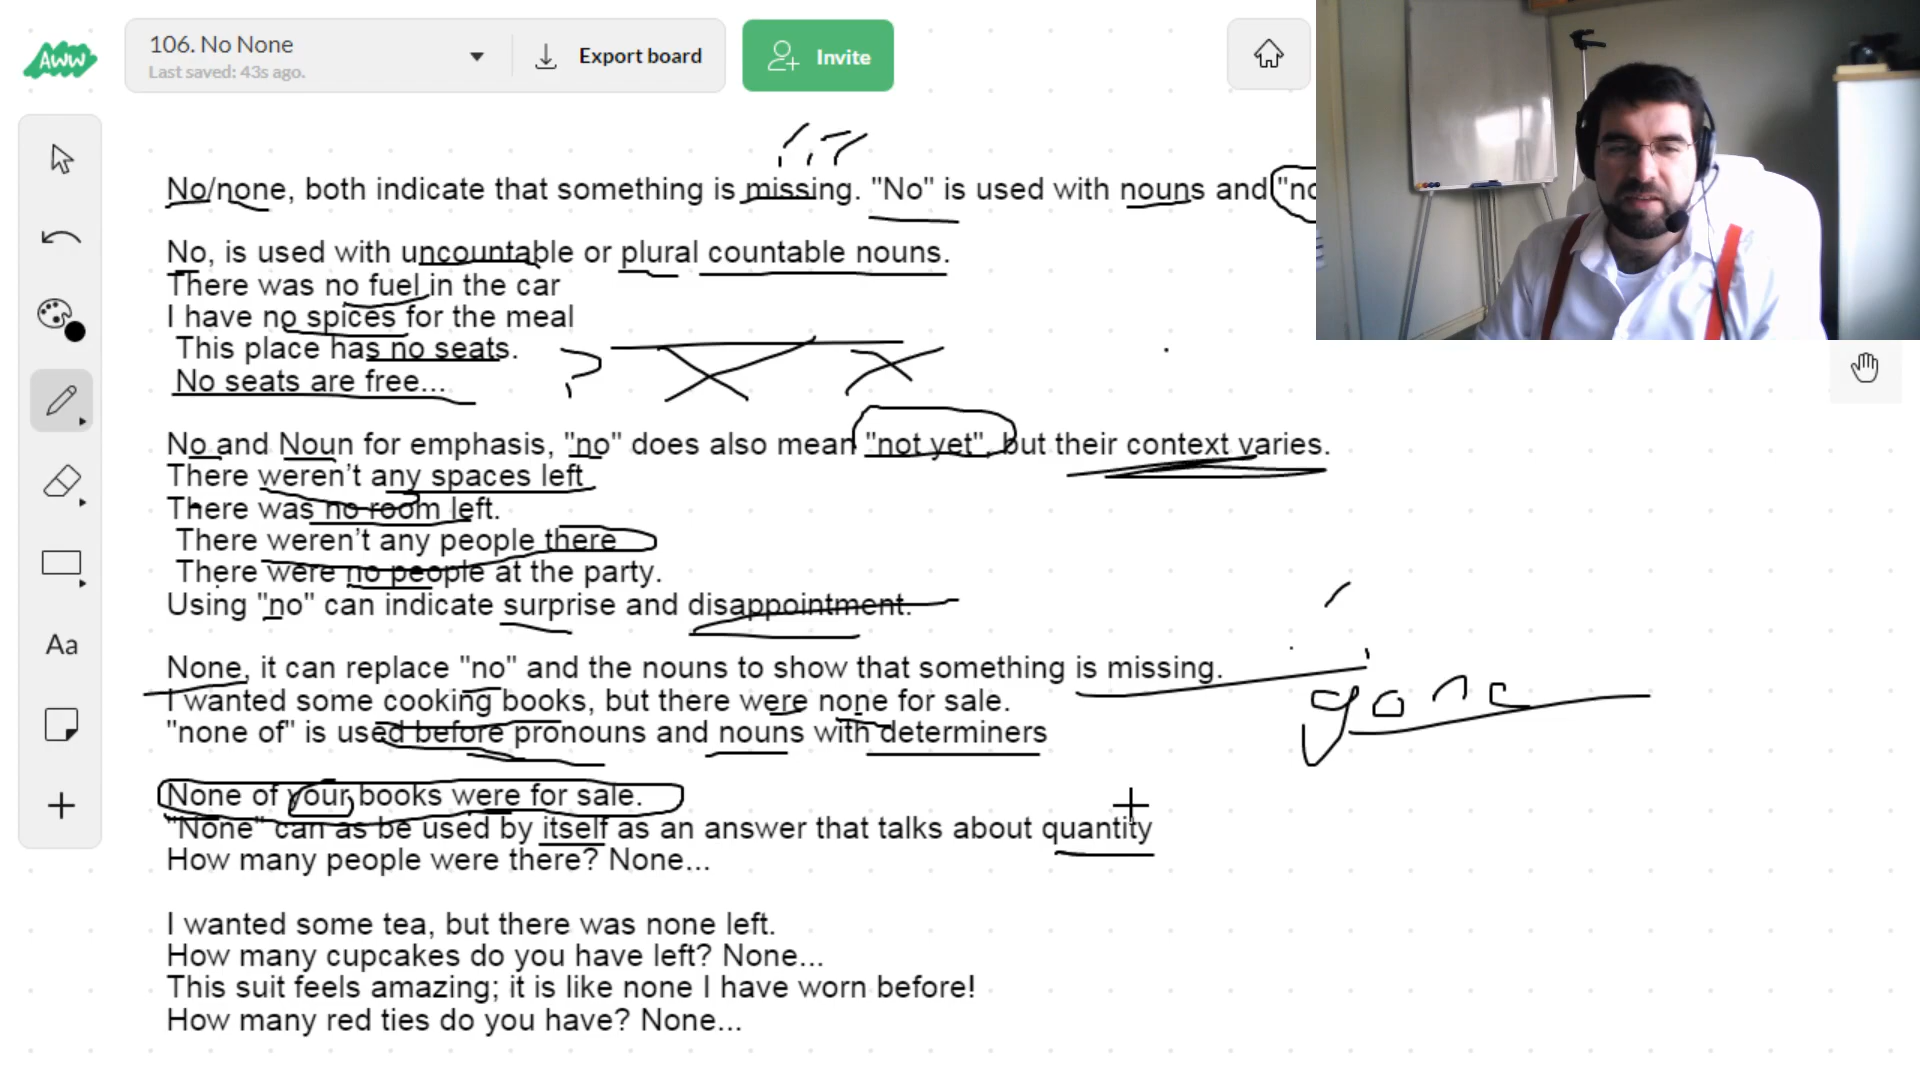 AWW
106. No None
Last saved: 43s ago.
Export board
Invite
No/none, both indicate that something is missing. "No" is used with nouns and "no
No, is used with uncountable or plural countable nouns.
There was no fuel in the car
I have no spices for the meal
This place has no seats.
No seats are free...
?
No and Noun for emphasis, "no" does also mean "not yet", but their context varies.
There weren't any spaces left
There was no room left.
There weren't any people there
There were no people at the party.
Using "no" can indicate surprise and disappointment.
None, it can replace "no" and the nouns to show that something is missing.
gone
I wanted some cooking books, but there were none for sale.
"none of" is used before pronouns and nouns with determiners
None of your books were for sale.
"None" can as be used by itself as an answer that talks about quantity
How many people were there? None...
I wanted some tea, but there was none left.
How many cupcakes do you have left? None...
This suit feels amazing; it is like none I have worn before!
How many red ties do you have? None...
Aa